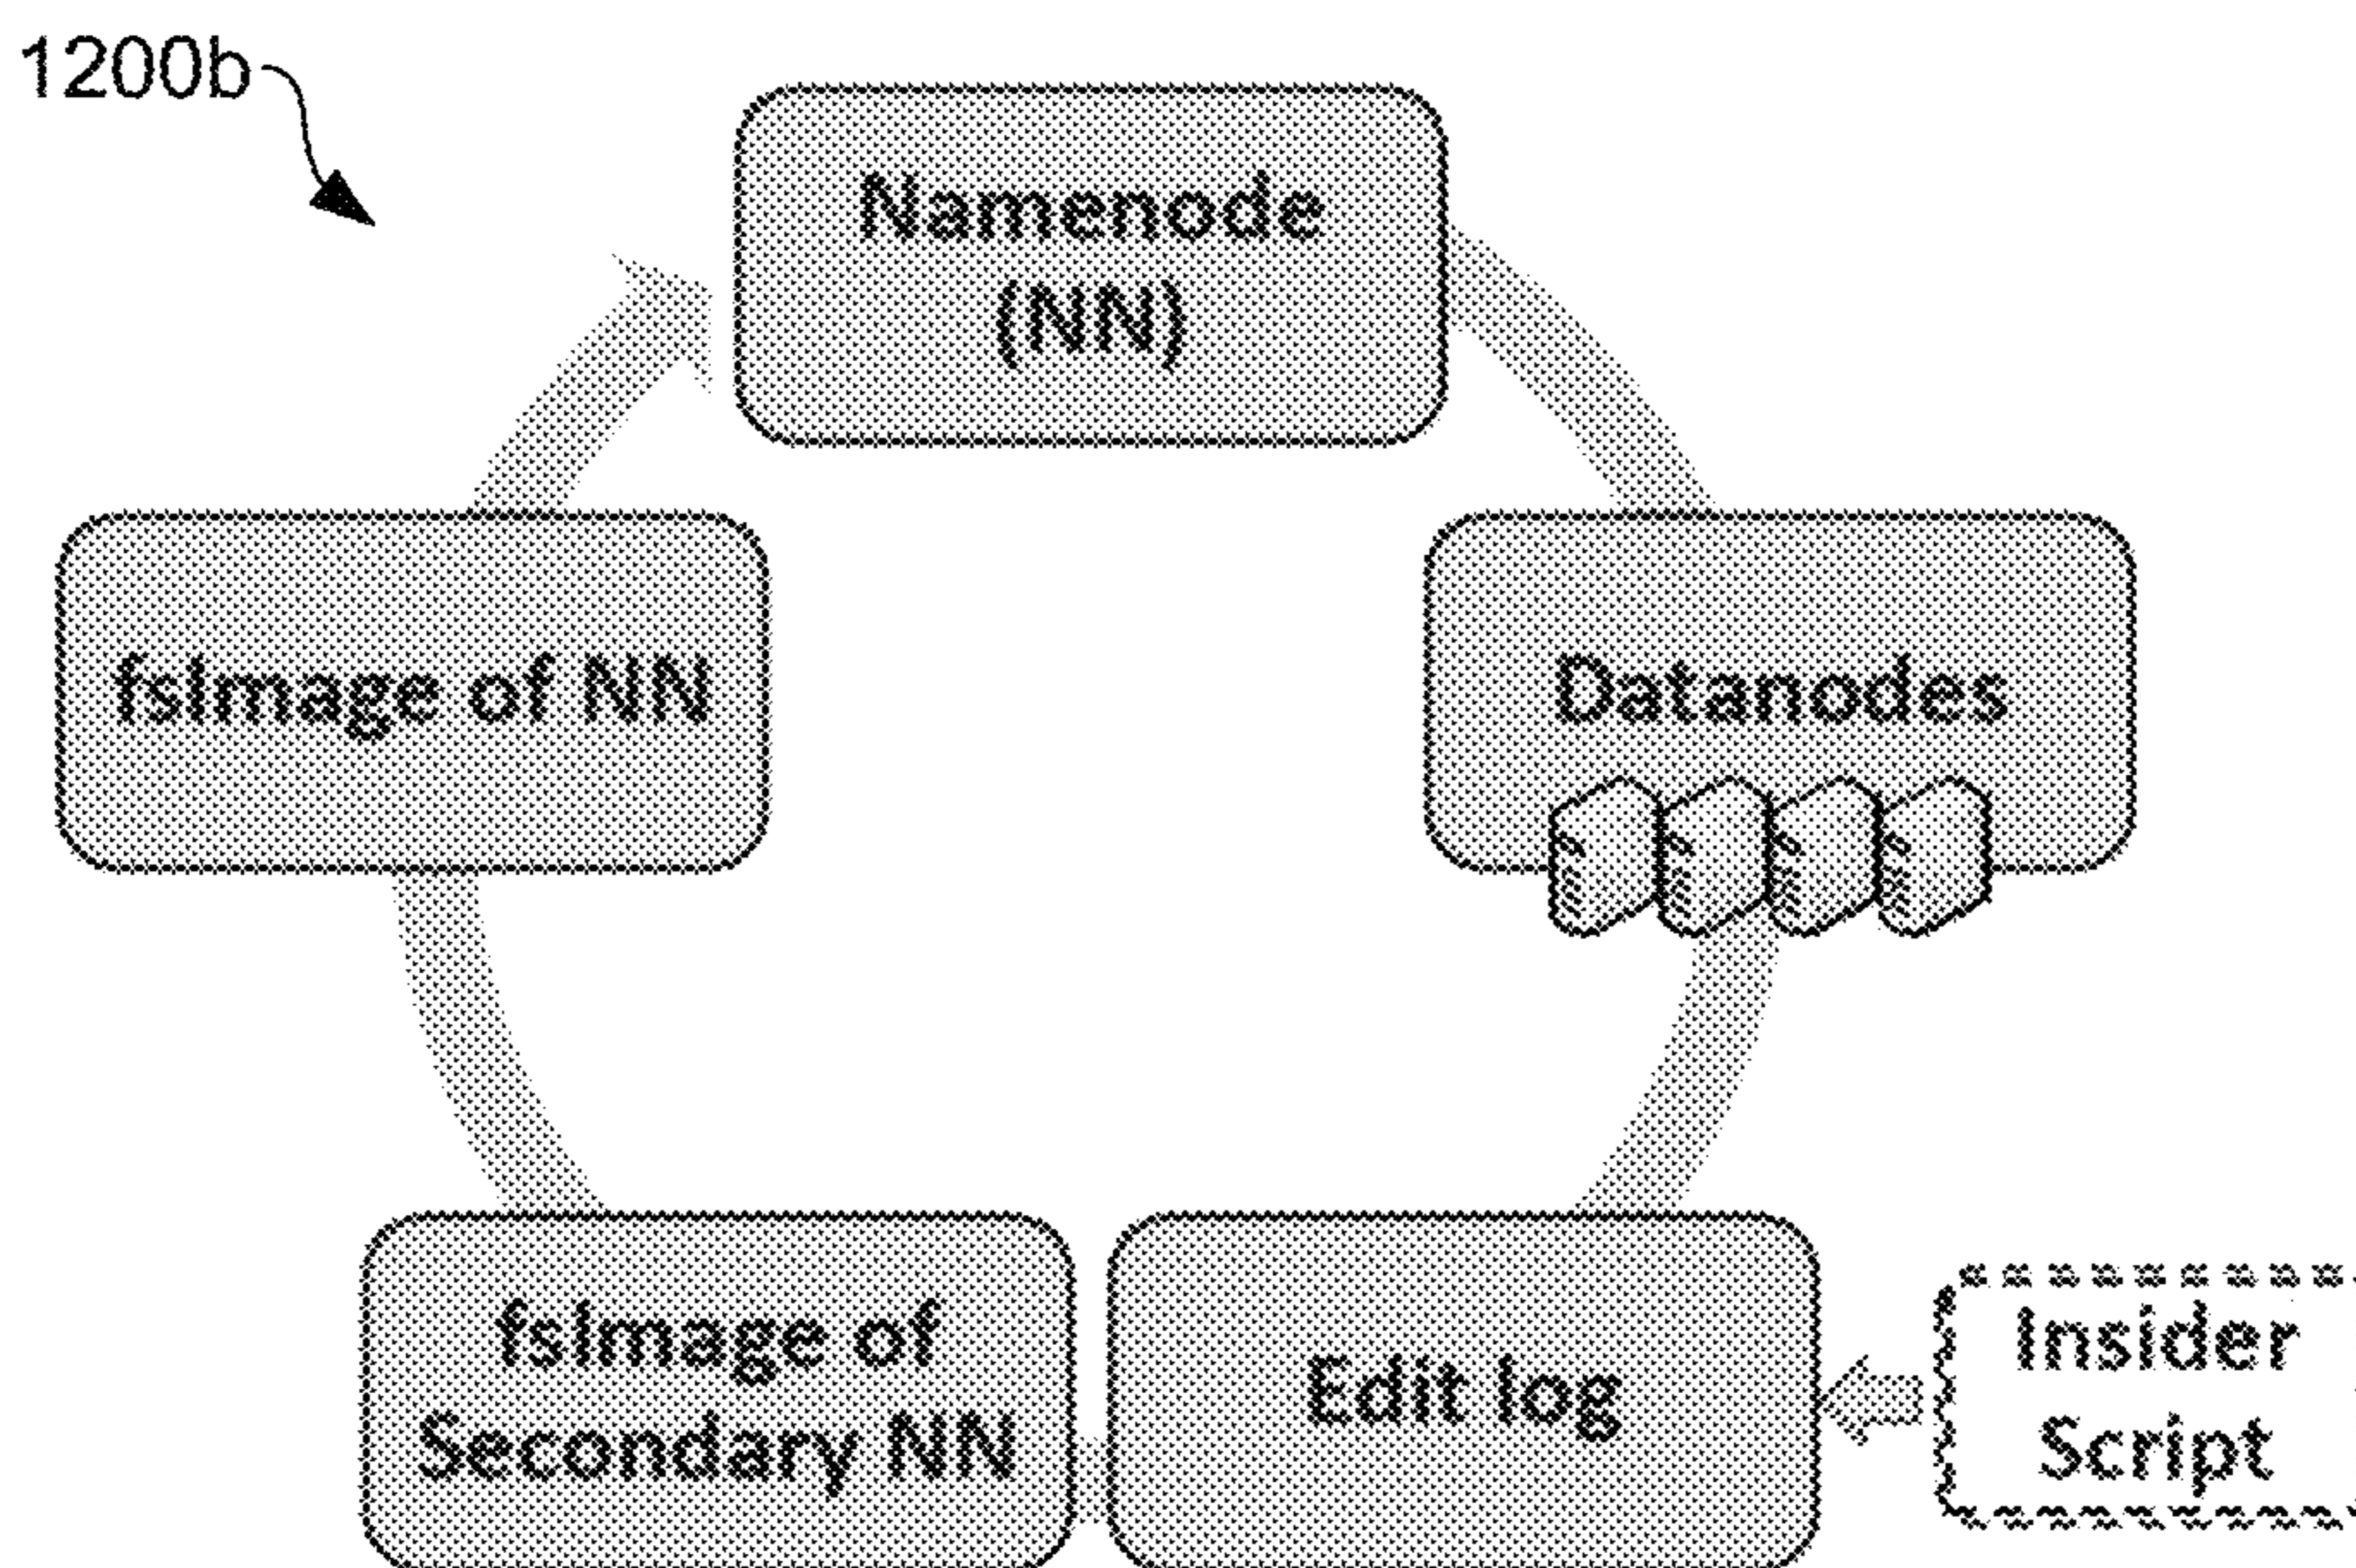 1200b
Namenode
(NN)
fsImage of NN
Datanodes
fsImage of
Secondary NN
Edit log
Insider
Script